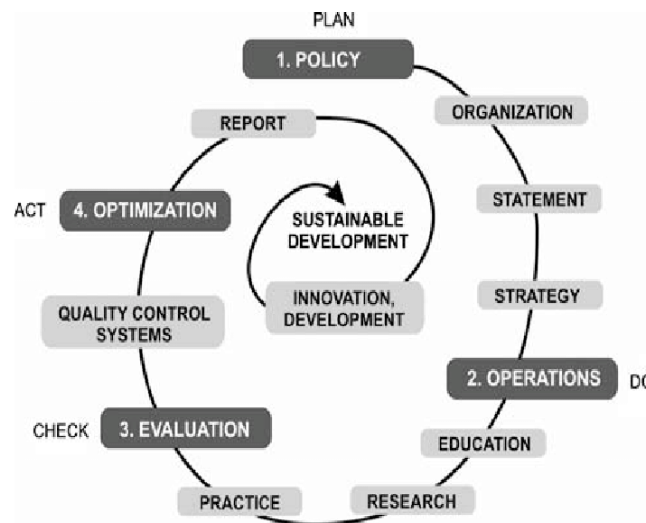 PLAN
1. POLICY
ORGANIZATION
STATEMENT
STRATEGY
2. OPERATIONS
DO
EDUCATION
RESEARCH
PRACTICE
3. EVALUATION
CHECK
QUALITY CONTROL
SYSTEMS
4. OPTIMIZATION
ACT
REPORT
INNOVATION,
DEVELOPMENT
SUSTAINABLE
DEVELOPMENT